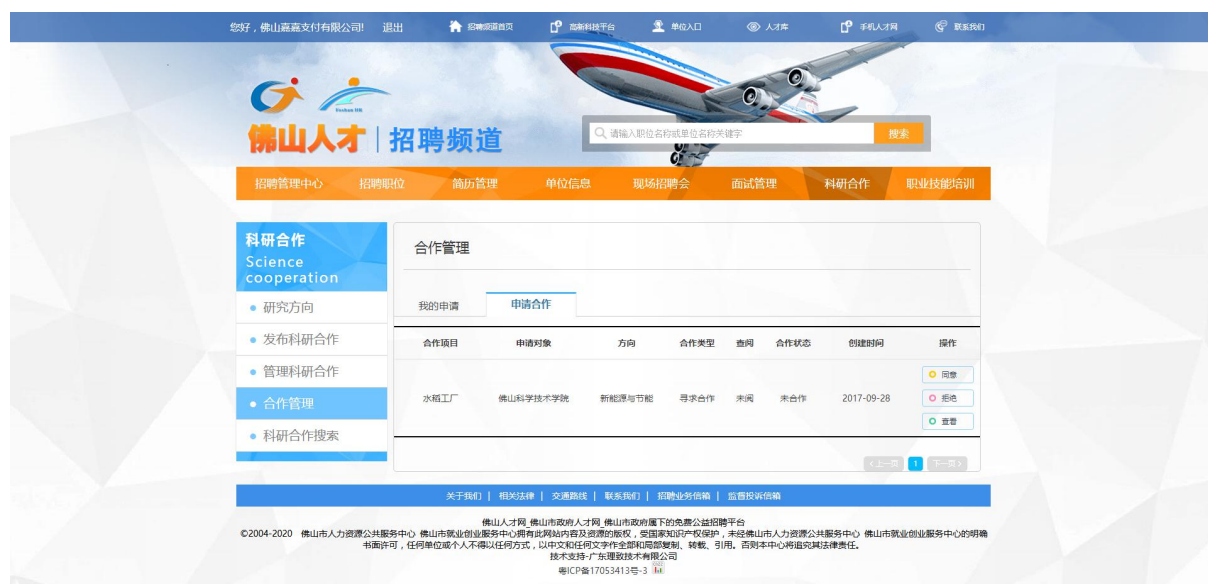 您好，佛山嘉嘉支付有限公司! 退出 招聘频道首页 高新科技平台 单位入口 人才库 手机人才网 联系我们
Foshan HR
佛山人才 | 招聘频道
请输入职位名称或单位名称关键字 搜索
招聘管理中心 招聘职位 简历管理 单位信息 现场招聘会 面试管理 科研合作 职业技能培训
科研合作
Science
cooperation
研究方向
发布科研合作
管理科研合作
合作管理
科研合作搜索
合作管理
我的申请 申请合作
合作项目 申请对象 方向 合作类型 查阅 合作状态 创建时间 操作
水稻工厂 佛山科学技术学院 新能源与节能 寻求合作 未阅 未合作 2017-09-28 同意
拒绝
查看
<上一页 1 下一页>
关于我们 | 相关法律 | 交通路线 | 联系我们 | 招聘业务信箱 | 监督投诉信箱
佛山人才网_佛山市政府人才网_佛山市政府属下的免费公益招聘平台
©2004-2020 佛山市人力资源公共服务中心 佛山市就业创业服务中心拥有此网站内容及资源的版权，受国家知识产权保护，未经佛山市人力资源公共服务中心 佛山市就业创业服务中心的明确
书面许可，任何单位或个人不得以任何方式，以中文和任何文字作全部和局部复制、转载、引用。否则本中心将追究其法律责任。
技术支持-广东理致技术有限公司
粤ICP备17053413号-3